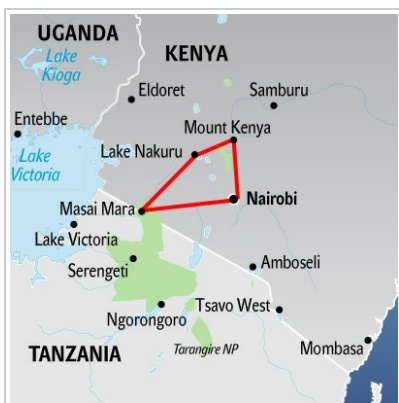 UGANDA
KENYA
Lake
Kioga
Eldoret
Samburu
Entebbe
Mount Kenya
Lake
Victoria
Lake Nakuru
Nairobi
Masai Mara
Lake Victoria
Serengeti
Amboseli
Ngorongoro
Tsavo West
TANZANIA
Tarangire NP
Mombasa